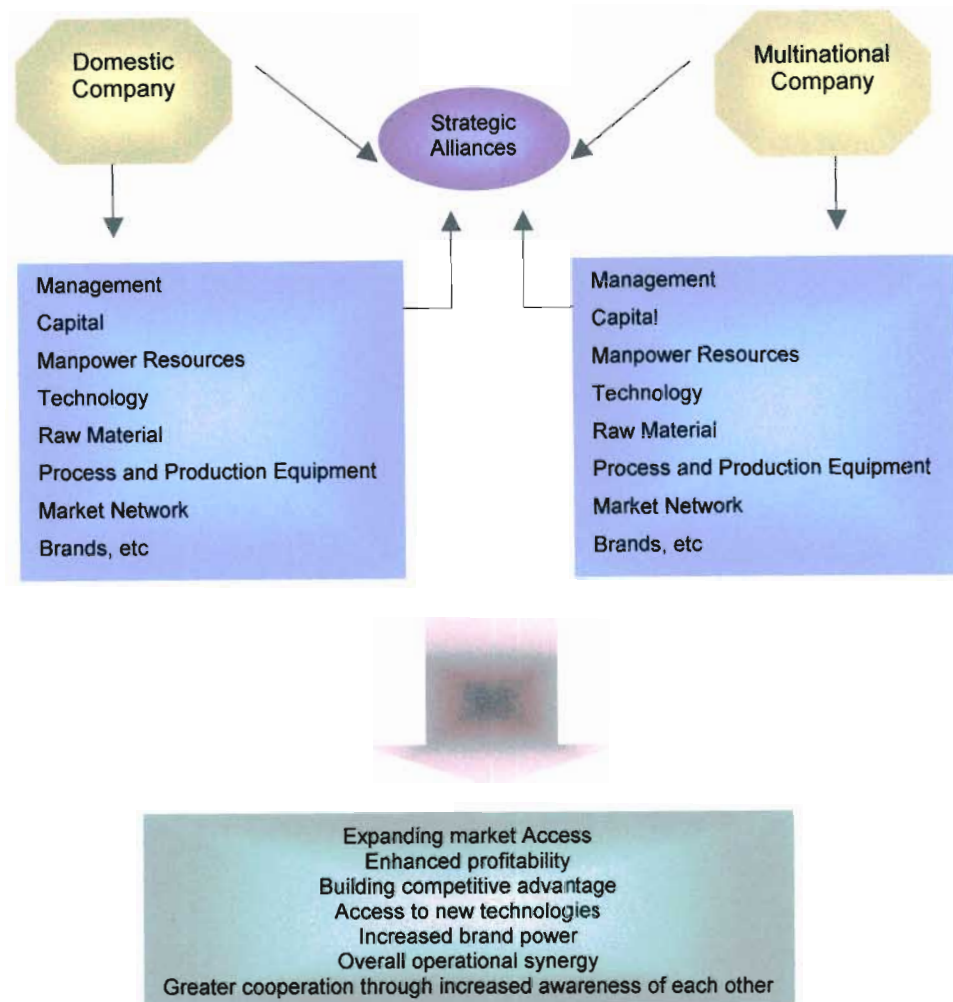 Domestic
Company
Multinational
Company
Strategic
Alliances
Management
Capital
Manpower Resources
Technology
Raw Material
Process and Production Equipment
Market Network
Brands, etc
Management
Capital
Manpower Resources
Technology
Raw Material
Process and Production Equipment
Market Network
Brands, etc
Expanding market Access
Enhanced profitability
Building competitive advantage
Access to new technologies
Increased brand power
Overall operational synergy
Greater cooperation through increased awareness of each other